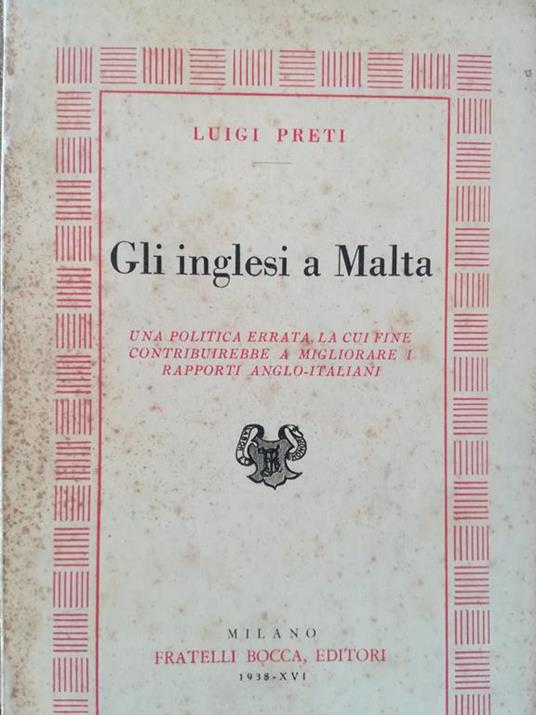 LUIGI PRETI
Gli inglesi a Malta
UNA POLITICA ERRATA, LA CUI FINE
CONTRIBUIREBBE A MIGLIORARE I
RAPPORTI ANGLO-ITALIANI
MILANO
FRATELLI BOCCA, EDITORI
1938-XVI